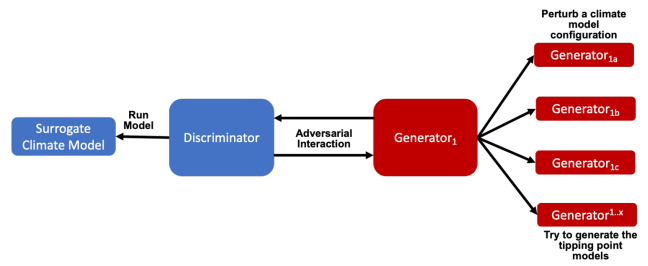 Perturb a climate
model
configuration
Generator1a
Run
Model
Surrogate
Climate Model
Discriminator
Adversarial
Interaction
Generator1
Generator1b
Generator1c
Generator1..x
Try to generate the
tipping point
models